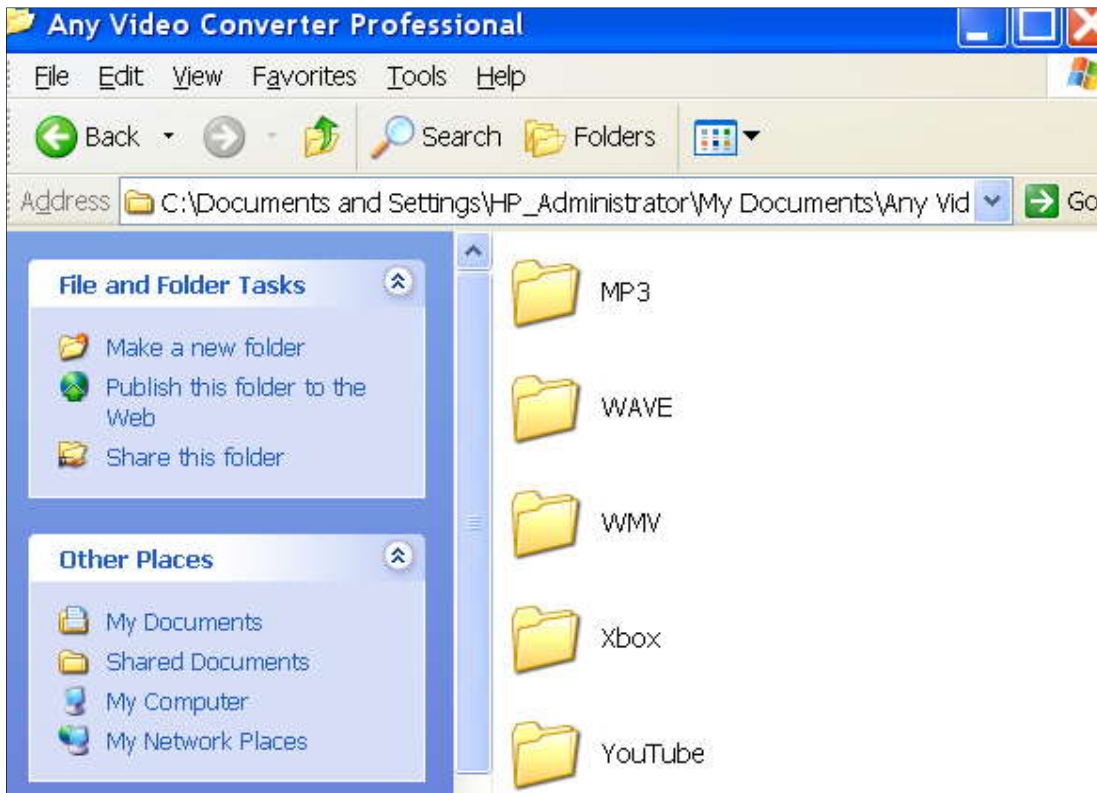 Any Video Converter Professional
File Edit View Favorites Tools Help
Back Search Folders
Address C:\Documents and Settings\HP_Administrator\My Documents\Any Vid Go
File and Folder Tasks
Make a new folder
Publish this folder to the
Web
Share this folder
Other Places
My Documents
Shared Documents
My Computer
My Network Places
MP3
WAVE
WMV
Xbox
YouTube